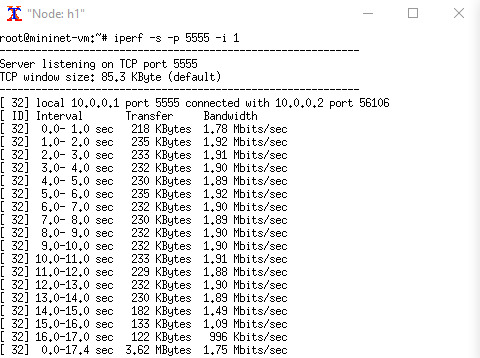 "Node: h1"
root@mininet-vm:~# iperf -s -p 5555 -i 1
------------------------------------------------------------
Server listening on TCP port 5555
TCP window size: 85.3 KByte (default)
------------------------------------------------------------
[ 32] local 10.0.0.1 port 5555 connected with 10.0.0.2 port 56106
[ ID] Interval       Transfer     Bandwidth
[ 32]  0.0- 1.0 sec   218 KBytes  1.78 Mbits/sec
[ 32]  1.0- 2.0 sec   235 KBytes  1.92 Mbits/sec
[ 32]  2.0- 3.0 sec   233 KBytes  1.91 Mbits/sec
[ 32]  3.0- 4.0 sec   232 KBytes  1.90 Mbits/sec
[ 32]  4.0- 5.0 sec   230 KBytes  1.89 Mbits/sec
[ 32]  5.0- 6.0 sec   235 KBytes  1.92 Mbits/sec
[ 32]  6.0- 7.0 sec   232 KBytes  1.90 Mbits/sec
[ 32]  7.0- 8.0 sec   230 KBytes  1.89 Mbits/sec
[ 32]  8.0- 9.0 sec   232 KBytes  1.90 Mbits/sec
[ 32]  9.0-10.0 sec   232 KBytes  1.90 Mbits/sec
[ 32] 10.0-11.0 sec   233 KBytes  1.91 Mbits/sec
[ 32] 11.0-12.0 sec   229 KBytes  1.88 Mbits/sec
[ 32] 12.0-13.0 sec   232 KBytes  1.90 Mbits/sec
[ 32] 13.0-14.0 sec   230 KBytes  1.89 Mbits/sec
[ 32] 14.0-15.0 sec   182 KBytes  1.49 Mbits/sec
[ 32] 15.0-16.0 sec   133 KBytes  1.09 Mbits/sec
[ 32] 16.0-17.0 sec   122 KBytes   996 Kbits/sec
[ 32]  0.0-17.4 sec  3.62 MBytes  1.75 Mbits/sec